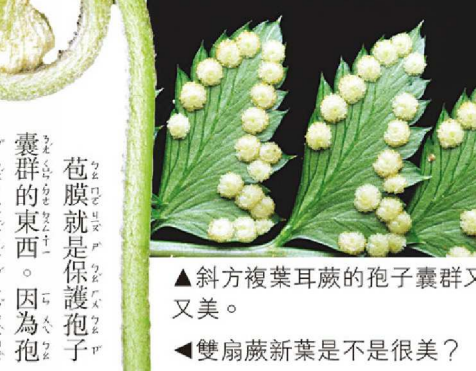 苞膜就是保護孢子
囊群的東西。因為孢
▲斜方複葉耳蕨的孢子囊群又
又美。
◀雙扇蕨新葉是不是很美？